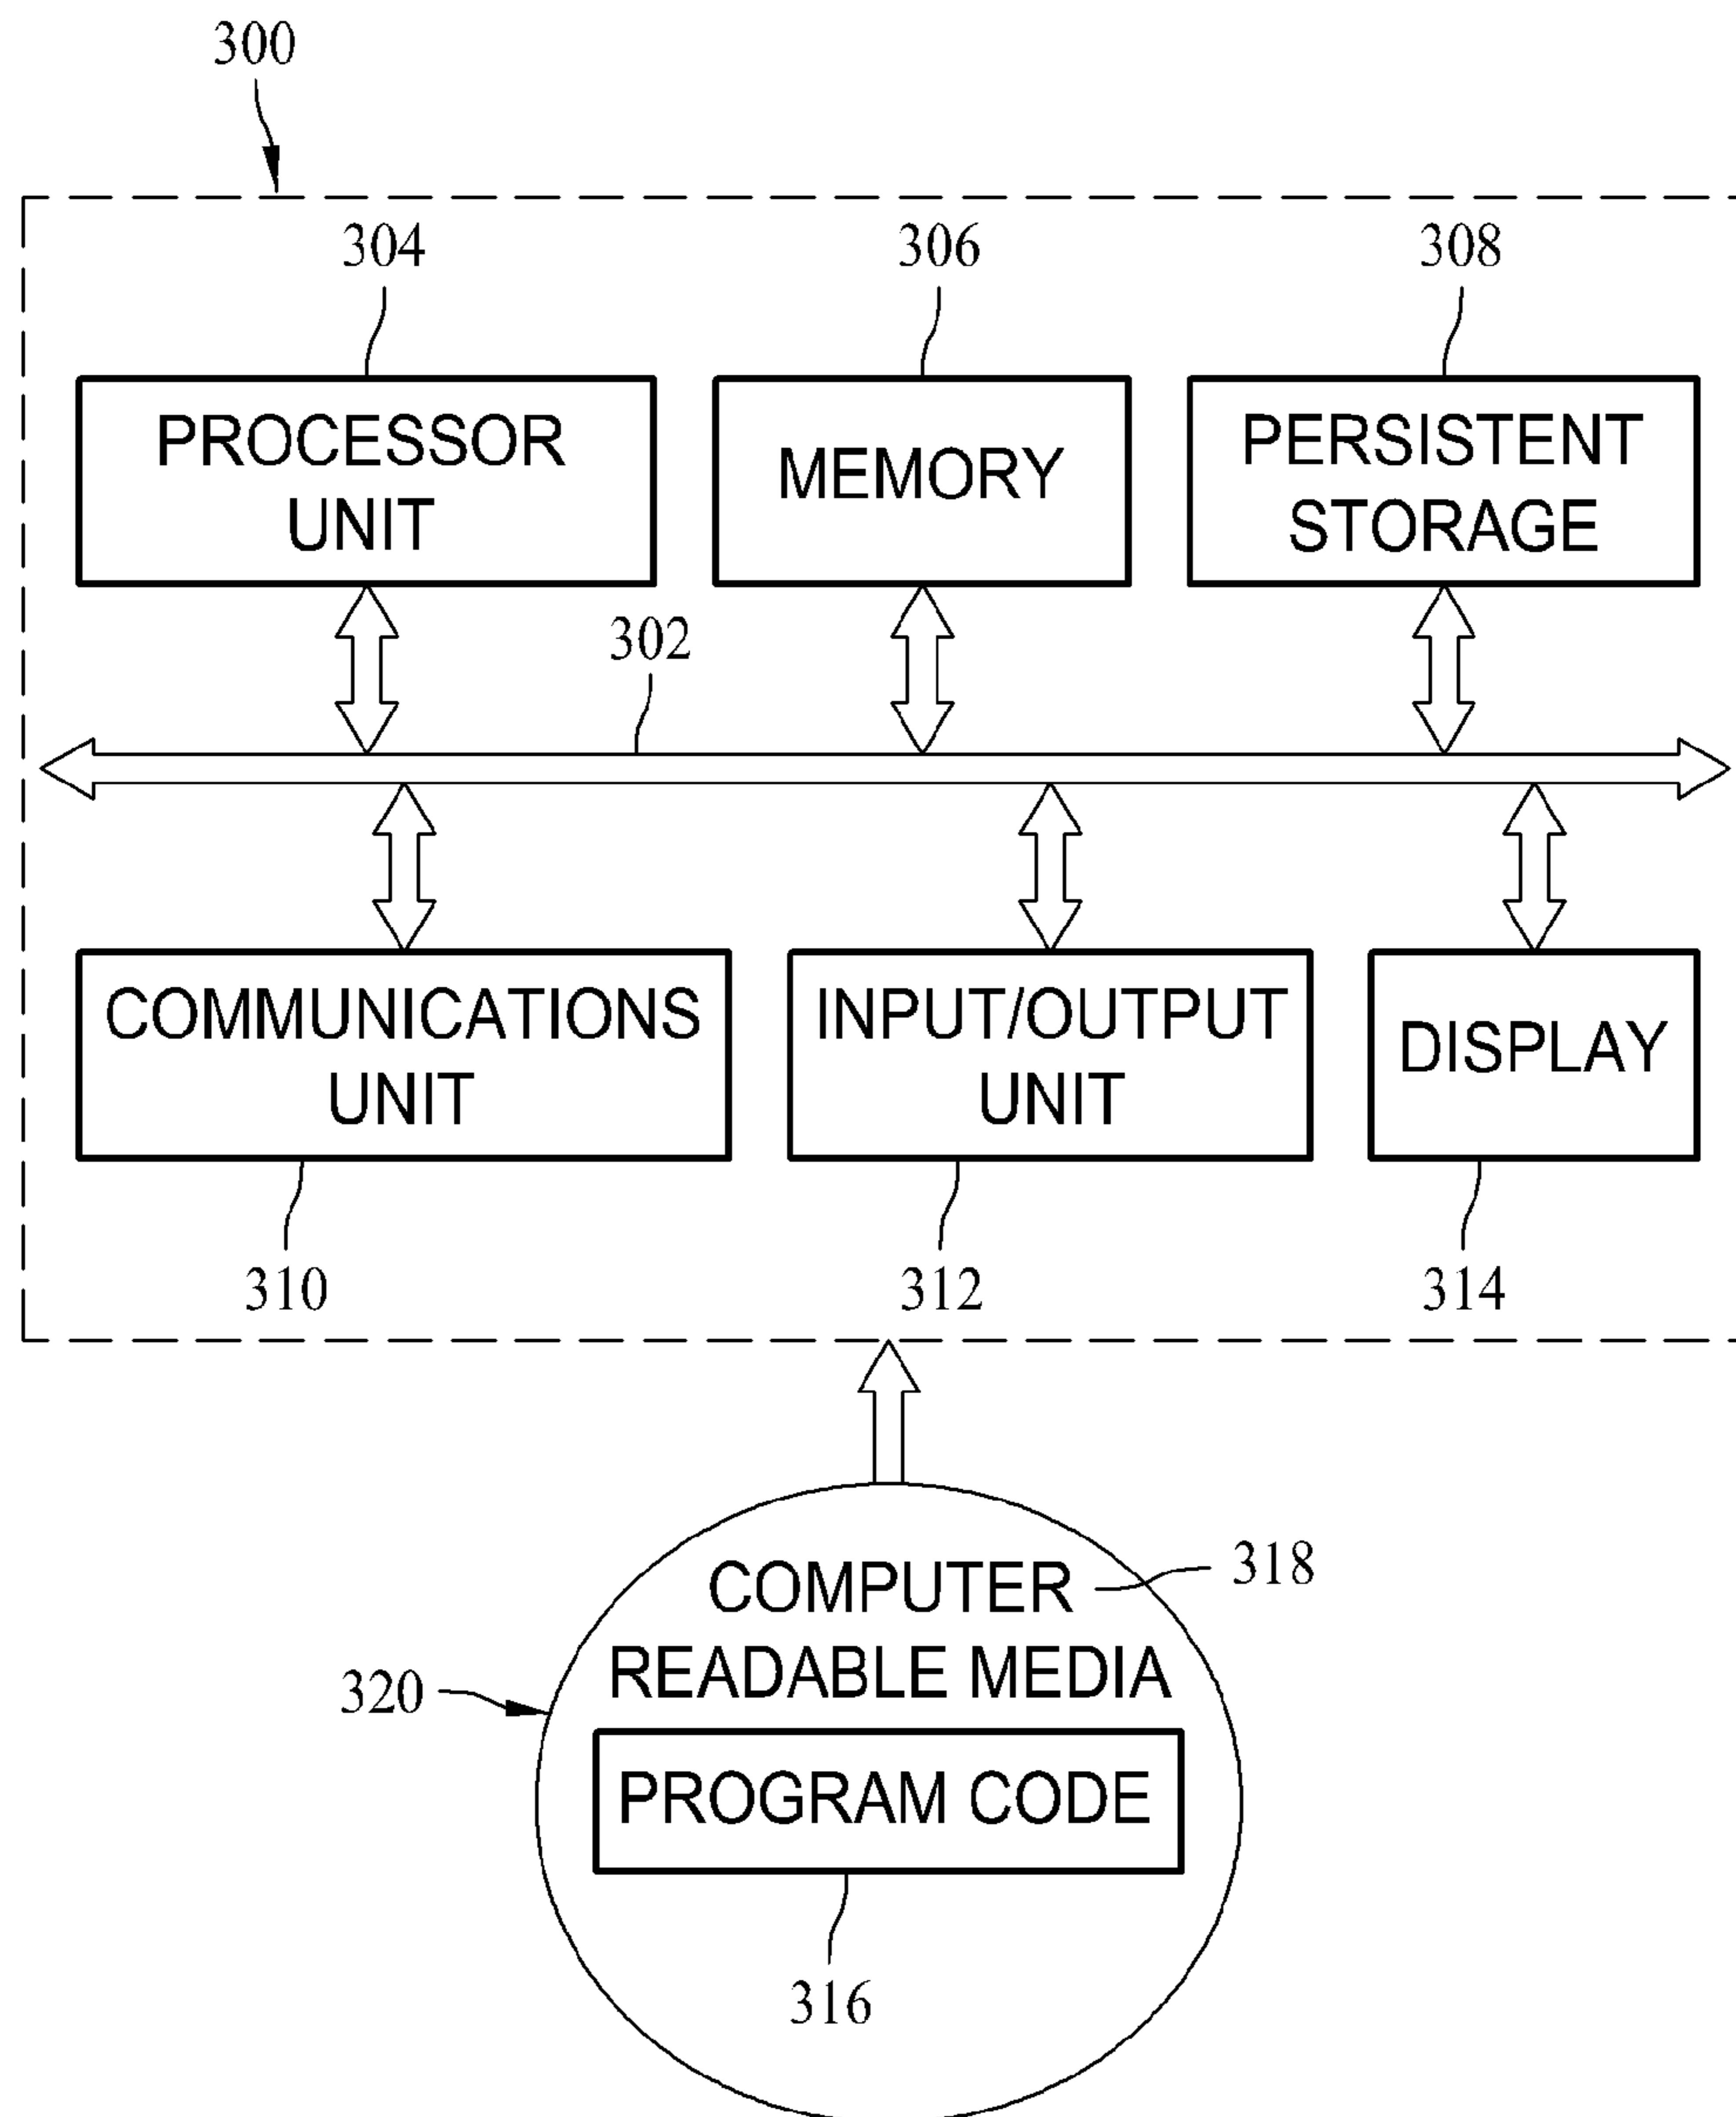 300
304
306
308
PROCESSOR
UNIT
MEMORY
PERSISTENT
STORAGE
302
COMMUNICATIONS
UNIT
INPUT/OUTPUT
UNIT
DISPLAY
310
312
314
COMPUTER
READABLE MEDIA
318
320
PROGRAM CODE
316